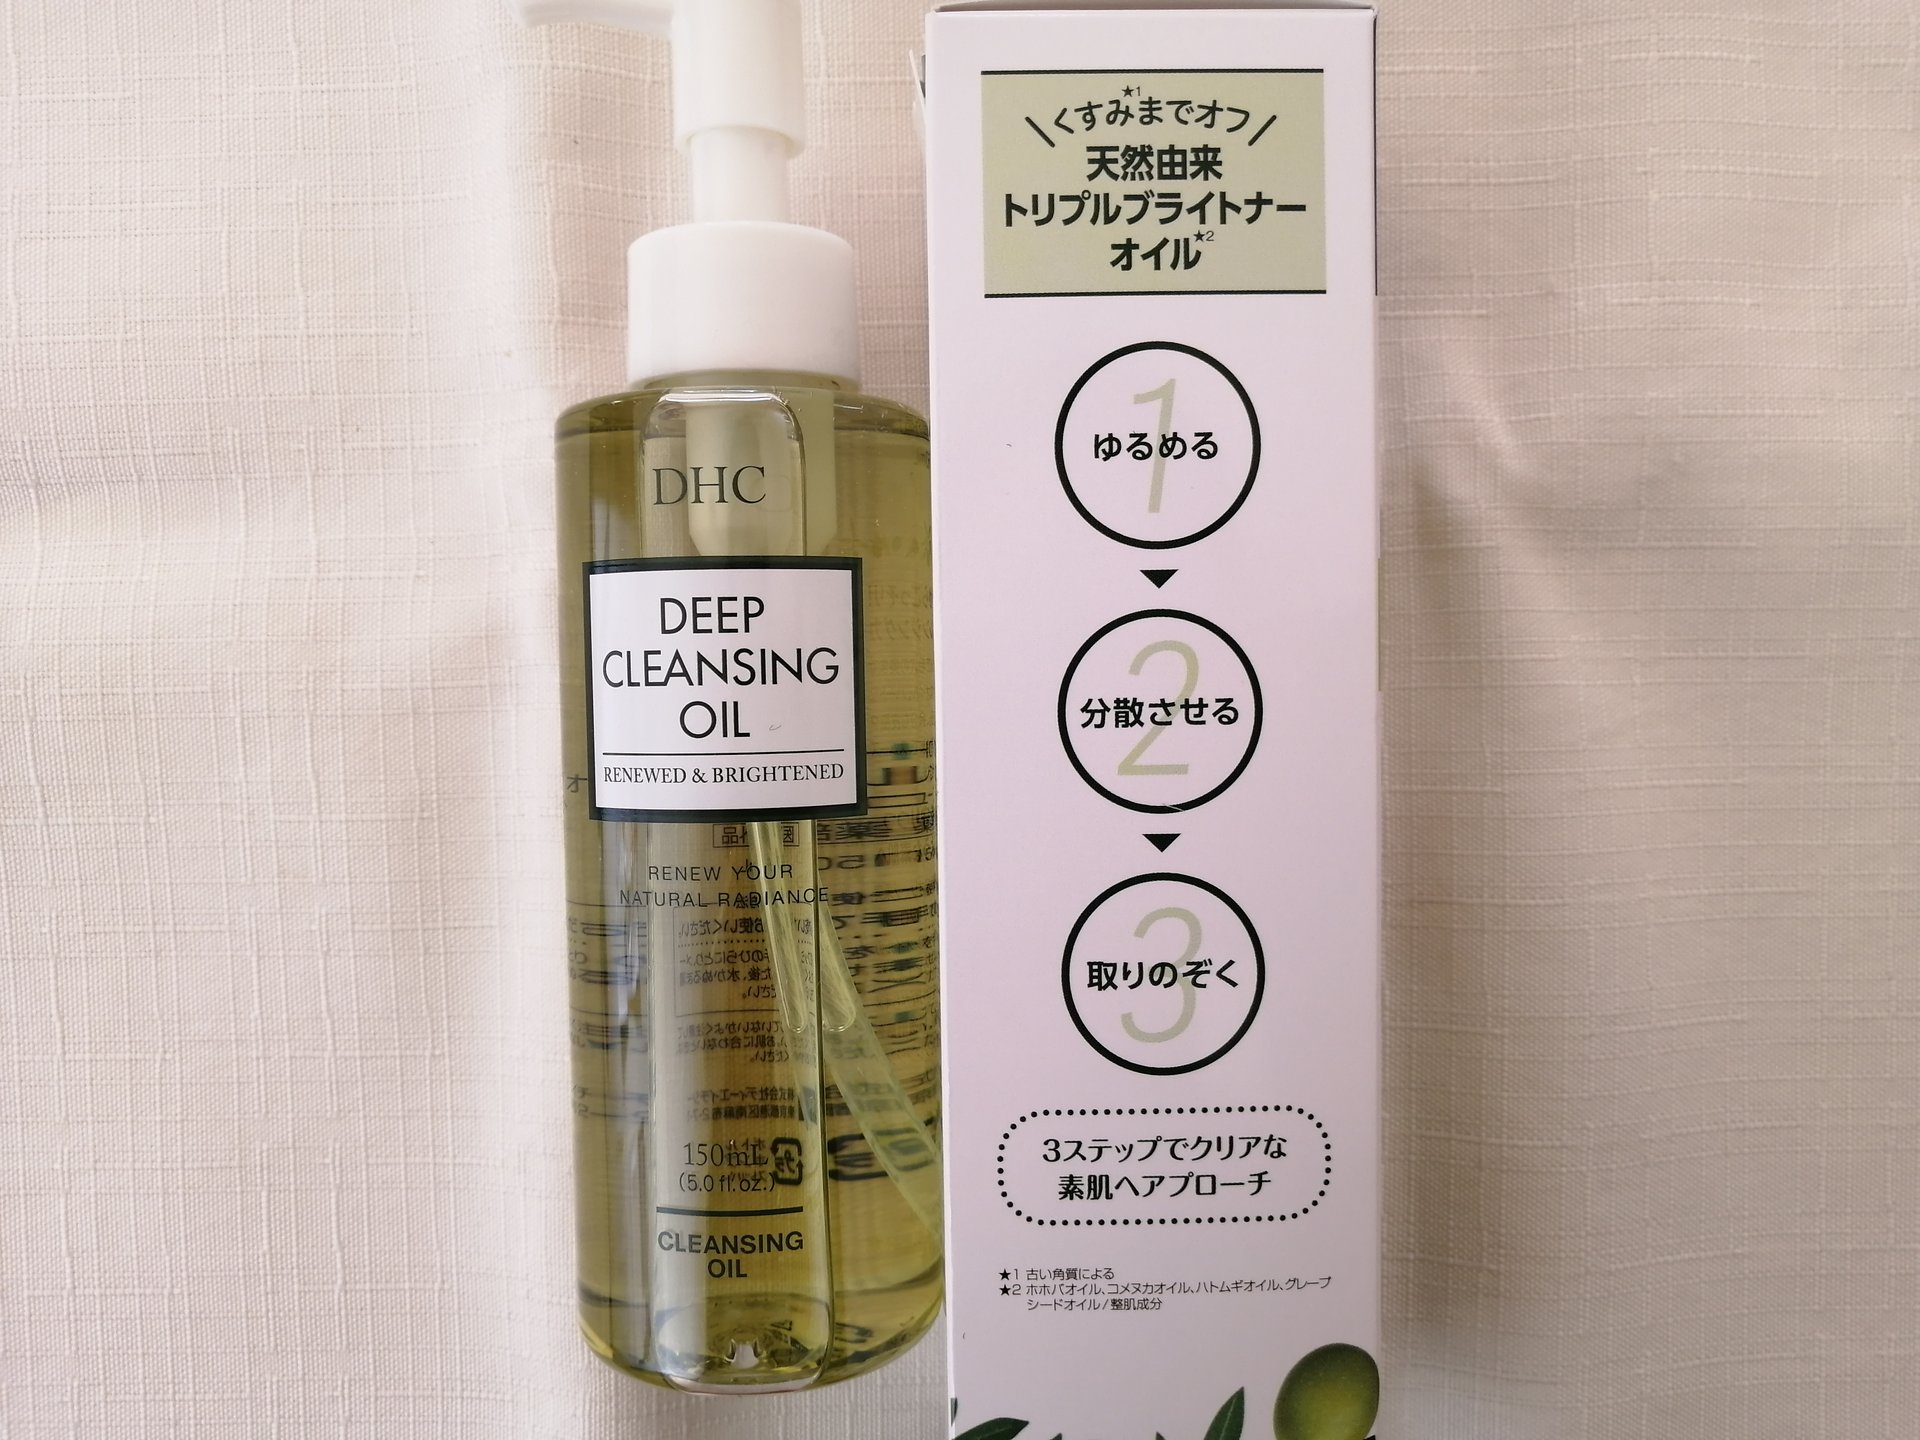 DHC
DEEP
CLEANSING
OIL
RENEWED & BRIGHTENED
RENEW YOUR
NATURAL RADIANCE
150mL
(5.0 fl.oz.)
CLEANSING
OIL
くすみまでオフ★1
天然由来
トリプルブライトナー
オイル★2
1
ゆるめる
2
分散させる
3
取りのぞく
3ステップでクリアな
素肌へアプローチ
★1 古い角質による
★2 ホホバオイル、コメヌカオイル、ハトムギオイル、グレープ
シードオイル/整肌成分